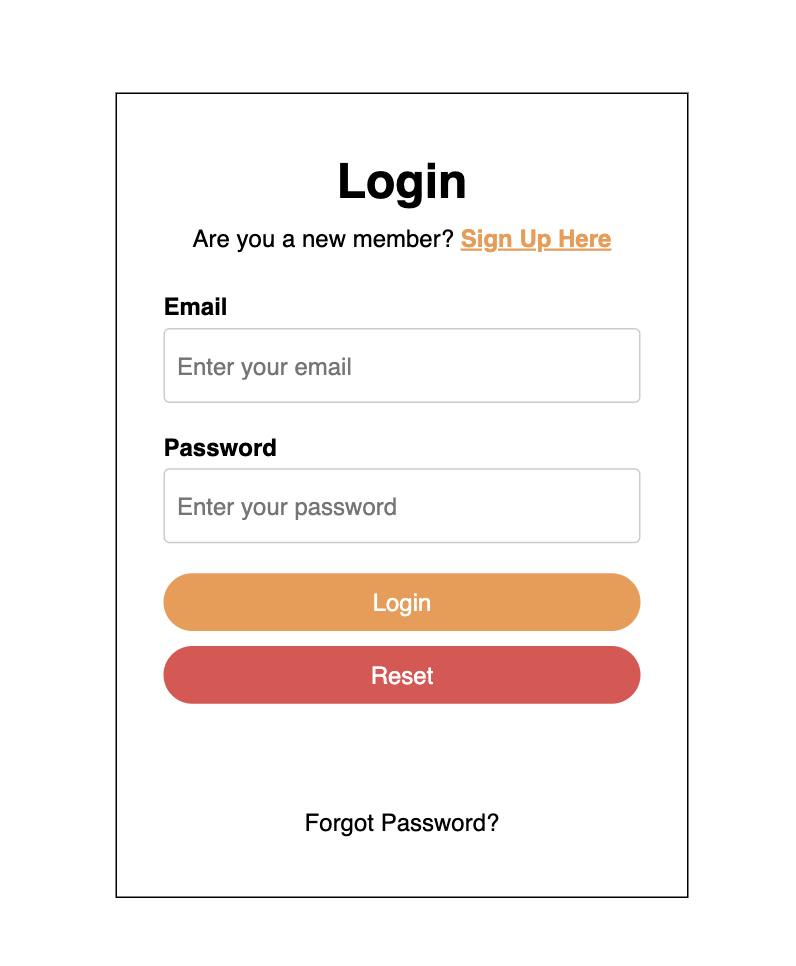 Login
Are you a new member? Sign Up Here
Email
Enter your email
Password
Enter your password
Login
Reset
Forgot Password?